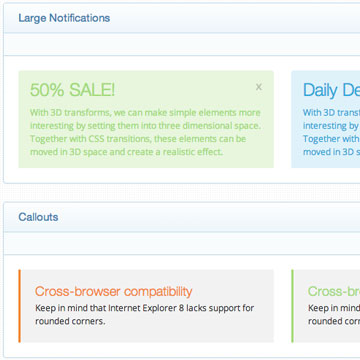 Large Notifications
50% SALE!
x
With 3D transforms, we can make simple elements more
interesting by setting them into three dimensional space.
Together with CSS transitions, these elements can be
moved in 3D space and create a realistic effect.
Daily De
With 3D transf
interesting by
Together with
moved in 3D s
Callouts
Cross-browser compatibility
Keep in mind that Internet Explorer 8 lacks support for
rounded corners.
Cross-br
Keep in mind
rounded corn